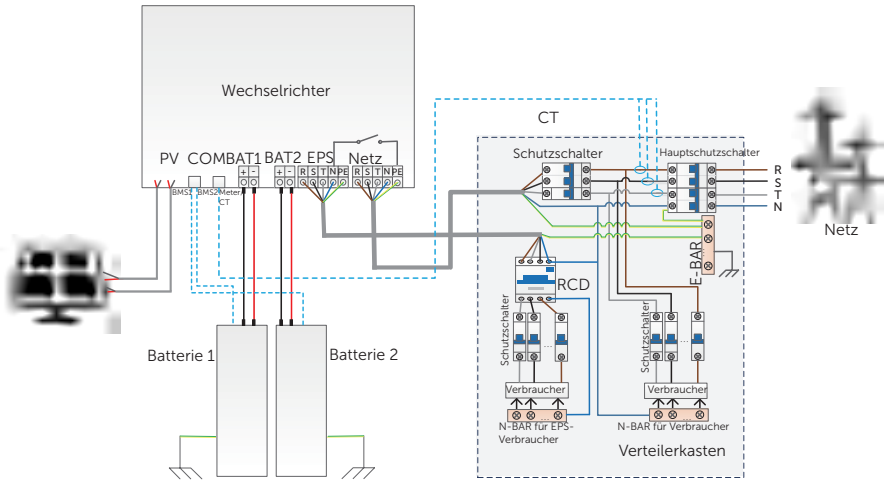 Wechselrichter
PV COM BAT1 BAT2 EPS Netz
+ - + - R S T N PE R S T N PE
BMS1 BMS2 Meter/
CT
CT
Schutzschalter
Hauptschutzschalter
R
S
T
N
Netz
E-BAR
RCD
Schutzschalter
Schutzschalter
...
...
Batterie 1
Batterie 2
Verbraucher
Verbraucher
...
...
N-BAR für EPS-
Verbraucher
N-BAR für Verbraucher
Verteilerkasten